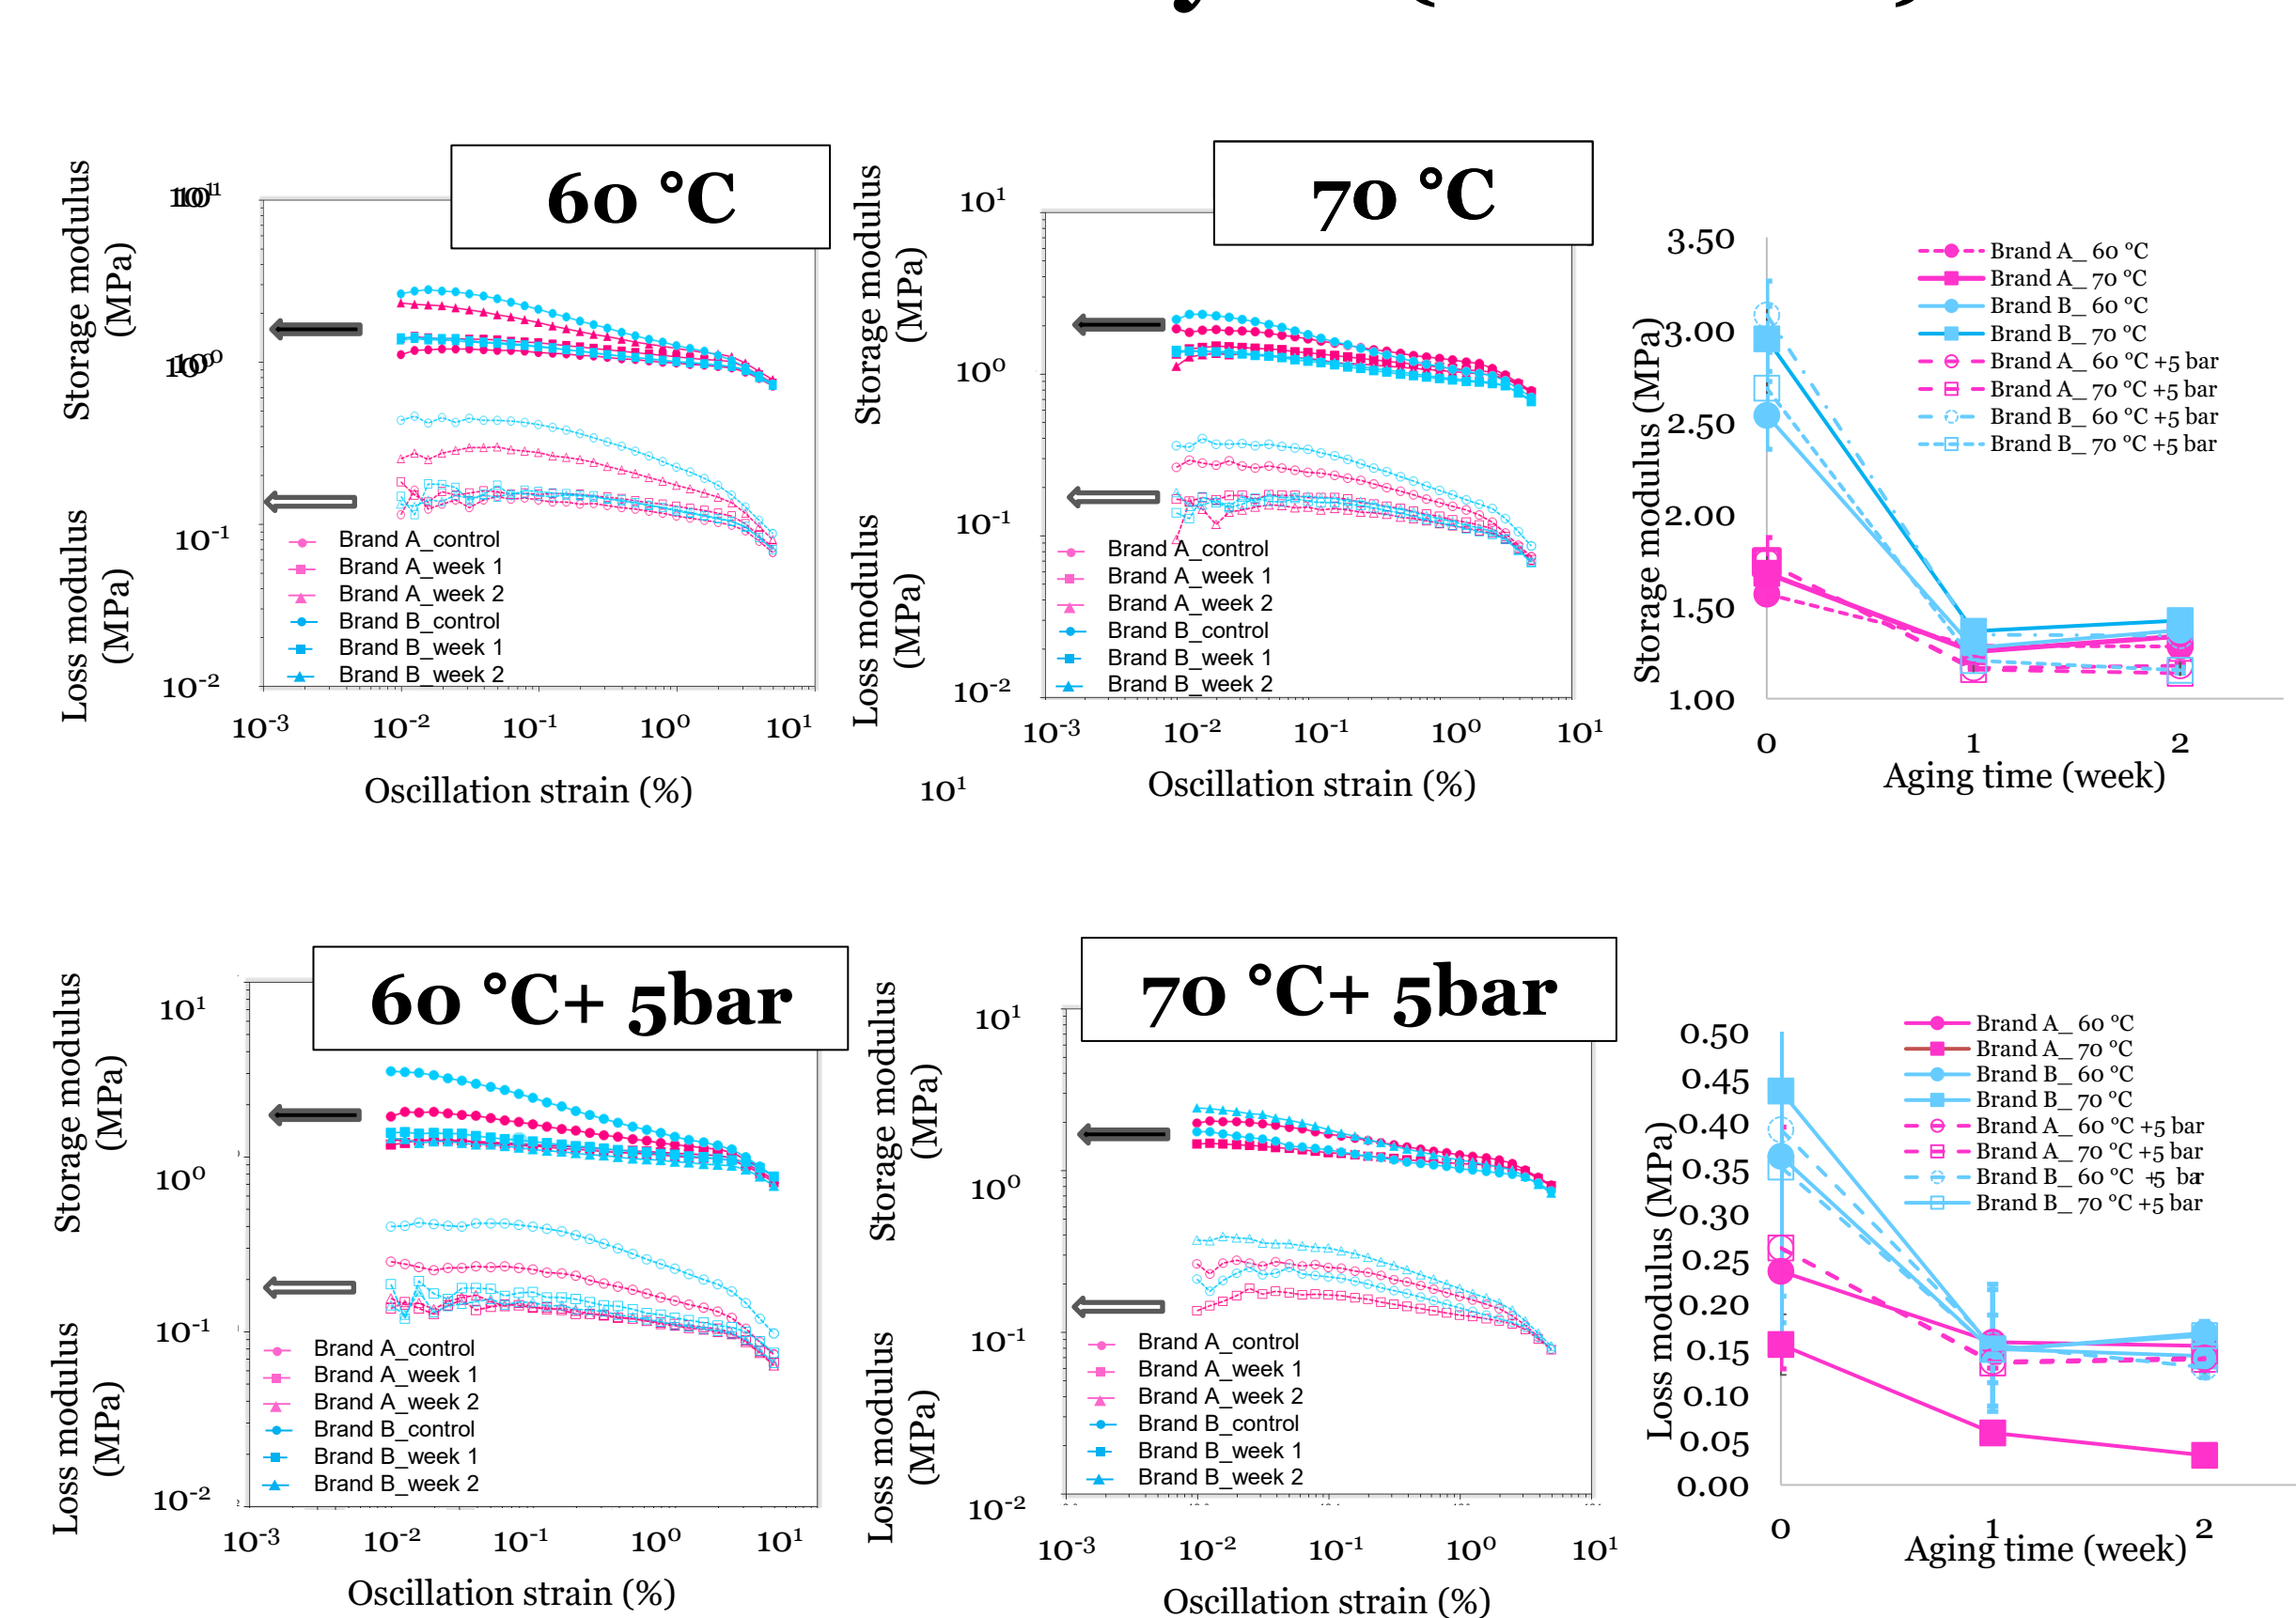 60 °C
Storage modulus
(MPa)
Loss modulus
(MPa)
10⁰
10⁻¹
10⁻²
Brand A_control
Brand A_week 1
Brand A_week 2
Brand B_control
Brand B_week 1
Brand B_week 2
10⁻³ 10⁻² 10⁻¹ 10⁰ 10¹
Oscillation strain (%)
70 °C
Storage modulus
(MPa)
Loss modulus
(MPa)
10¹
10⁰
10⁻¹
10⁻²
Brand A_control
Brand A_week 1
Brand A_week 2
Brand B_control
Brand B_week 1
Brand B_week 2
10⁻³ 10⁻² 10⁻¹ 10⁰ 10¹
Oscillation strain (%)
10¹
Storage modulus (MPa)
3.50
3.00
2.50
2.00
1.50
1.00
Brand A_ 60 °C
Brand A_ 70 °C
Brand B_ 60 °C
Brand B_ 70 °C
Brand A_ 60 °C +5 bar
Brand A_ 70 °C +5 bar
Brand B_ 60 °C +5 bar
Brand B_ 70 °C +5 bar
0 1 2
Aging time (week)
60 °C+ 5bar
Storage modulus
(MPa)
Loss modulus
(MPa)
10¹
10⁰
10⁻¹
10⁻²
Brand A_control
Brand A_week 1
Brand A_week 2
Brand B_control
Brand B_week 1
Brand B_week 2
10⁻³ 10⁻² 10⁻¹ 10⁰ 10¹
Oscillation strain (%)
70 °C+ 5bar
Storage modulus
(MPa)
Loss modulus
(MPa)
10¹
10⁰
10⁻¹
10⁻²
Brand A_control
Brand A_week 1
Brand A_week 2
Brand B_control
Brand B_week 1
Brand B_week 2
10⁻³ 10⁻² 10⁻¹ 10⁰ 10¹
Oscillation strain (%)
Loss modulus (MPa)
0.50
0.45
0.40
0.35
0.30
0.25
0.20
0.15
0.10
0.05
0.00
Brand A_ 60 °C
Brand A_ 70 °C
Brand B_ 60 °C
Brand B_ 70 °C
Brand A_ 60 °C +5 bar
Brand A_ 70 °C +5 bar
Brand B_ 60 °C +5 bar
Brand B_ 70 °C +5 bar
0 1 2
Aging time (week)